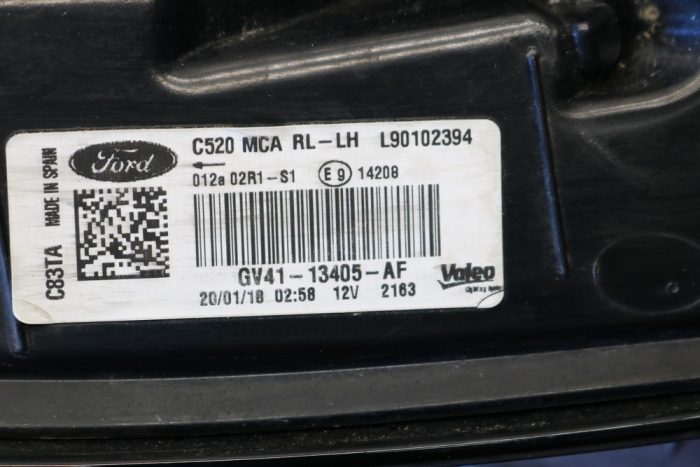 MADE IN SPAIN
C83TA
Ford
C520 MCA RL-LH L90102394
012a 02R1-S1 E9 14208
GV41-13405-AF
20/01/18 02:58 12V 2163
Valeo